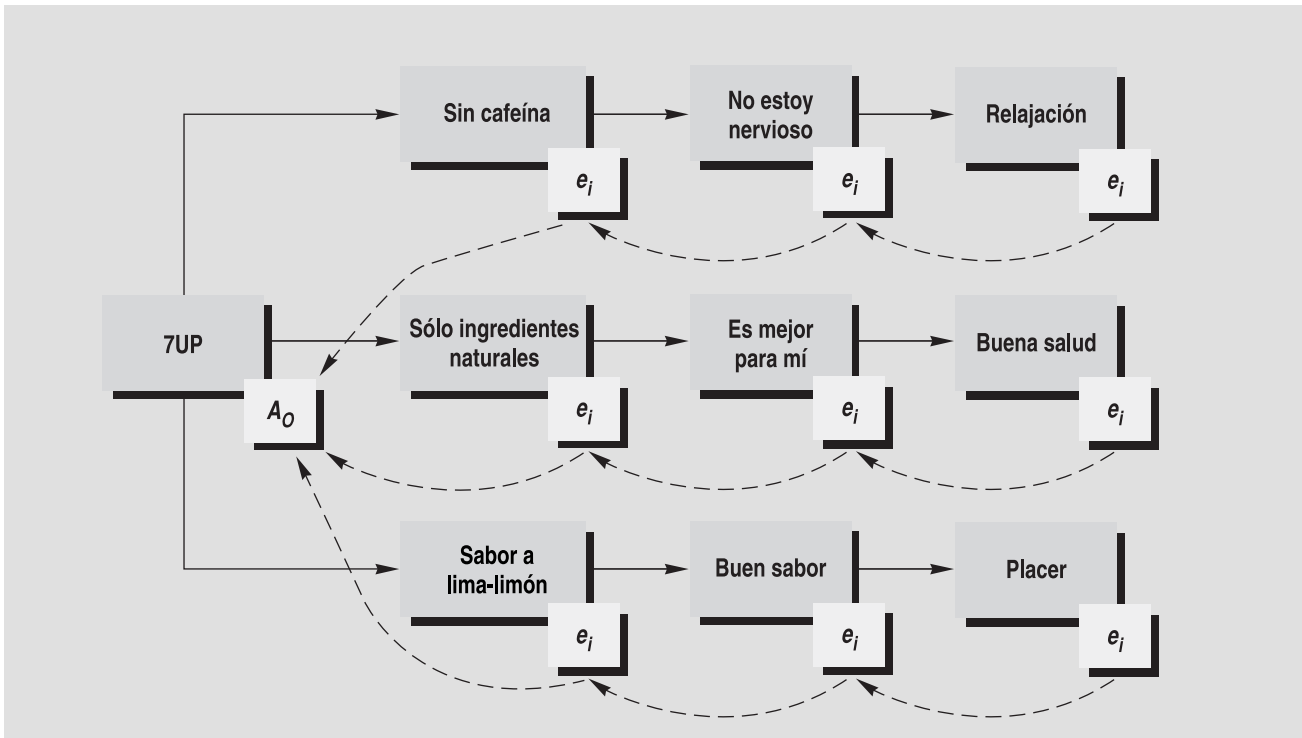 Sin cafeína
No estoy
nervioso
Relajación
e_i
e_i
e_i
7UP
Sólo ingredientes
naturales
Es mejor
para mí
Buena salud
A_O
e_i
e_i
e_i
Sabor a
lima-limón
Buen sabor
Placer
e_i
e_i
e_i